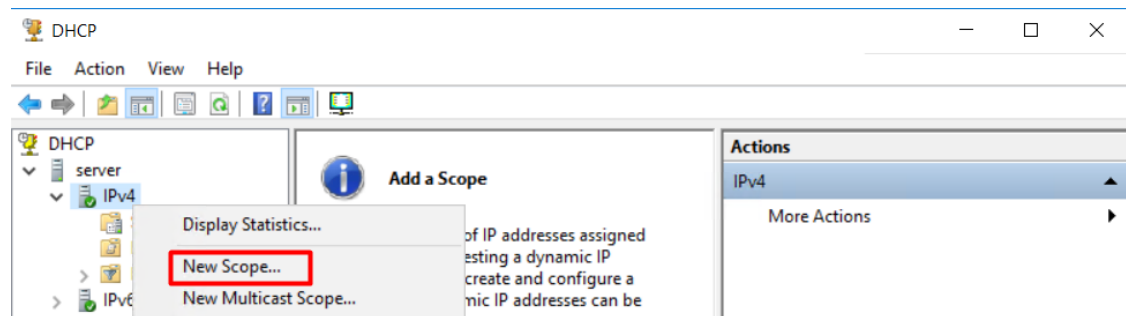 DHCP
File Action View Help
DHCP
server
IPv4
IPv6
Display Statistics...
New Scope...
New Multicast Scope...
Add a Scope
of IP addresses assigned
esting a dynamic IP
create and configure a
mic IP addresses can be
Actions
IPv4
More Actions